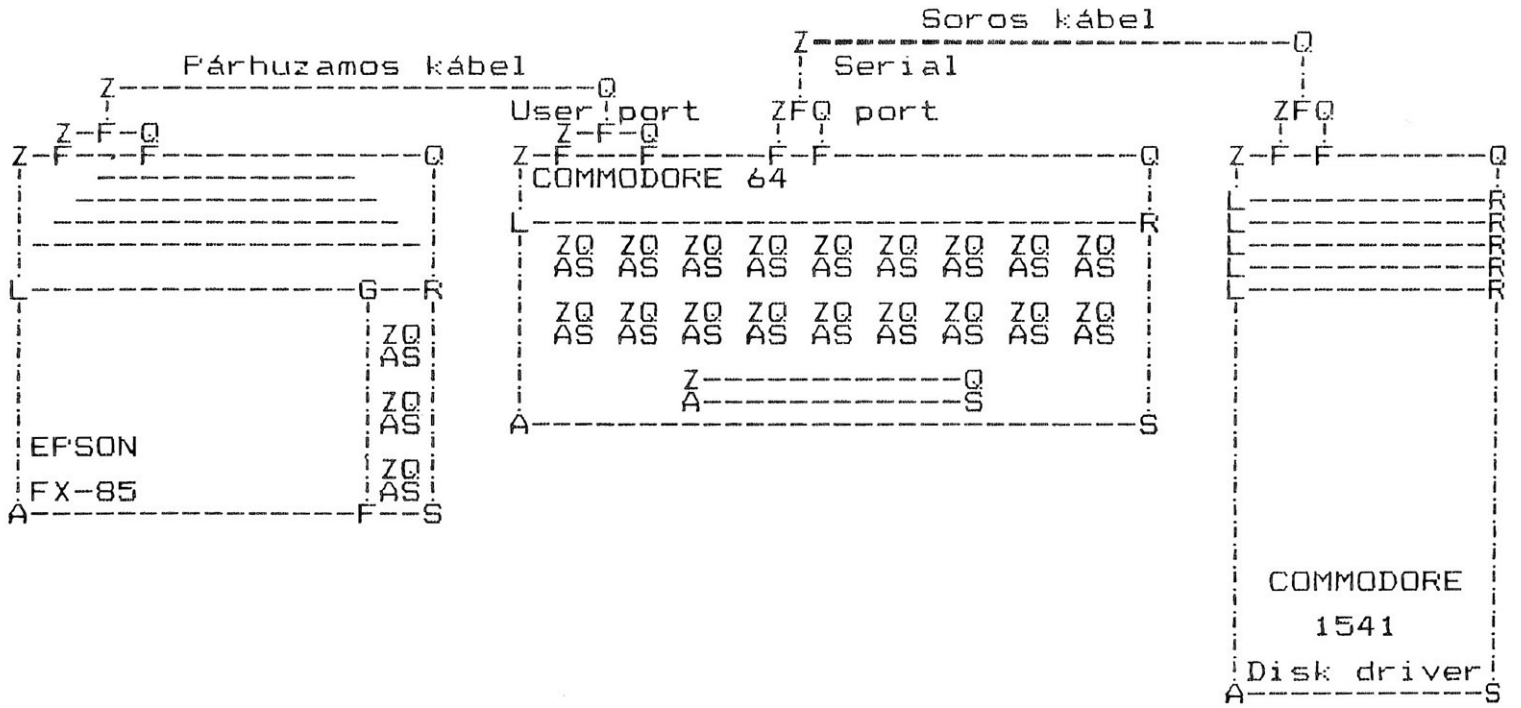 Soros kábel
Párhuzamos kábel
Serial
User port
port
COMMODORE 64
EPSON
FX-85
COMMODORE
1541
Disk driver